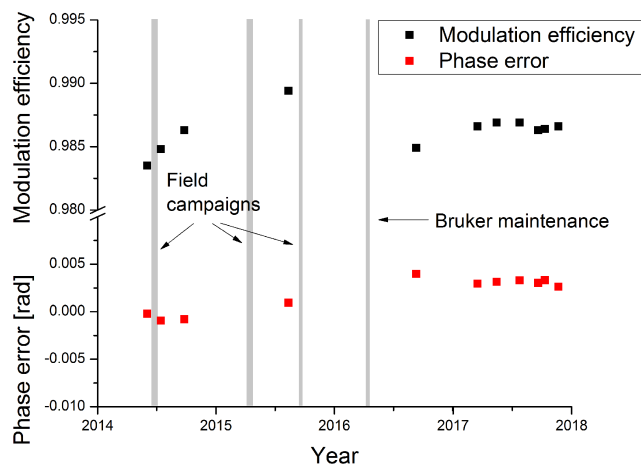 0.995
Modulation efficiency
Phase error
0.990
0.985
0.980
Modulation efficiency
Field
campaigns
Bruker maintenance
0.005
0.000
-0.005
-0.010
Phase error [rad]
2014
2015
2016
2017
2018
Year